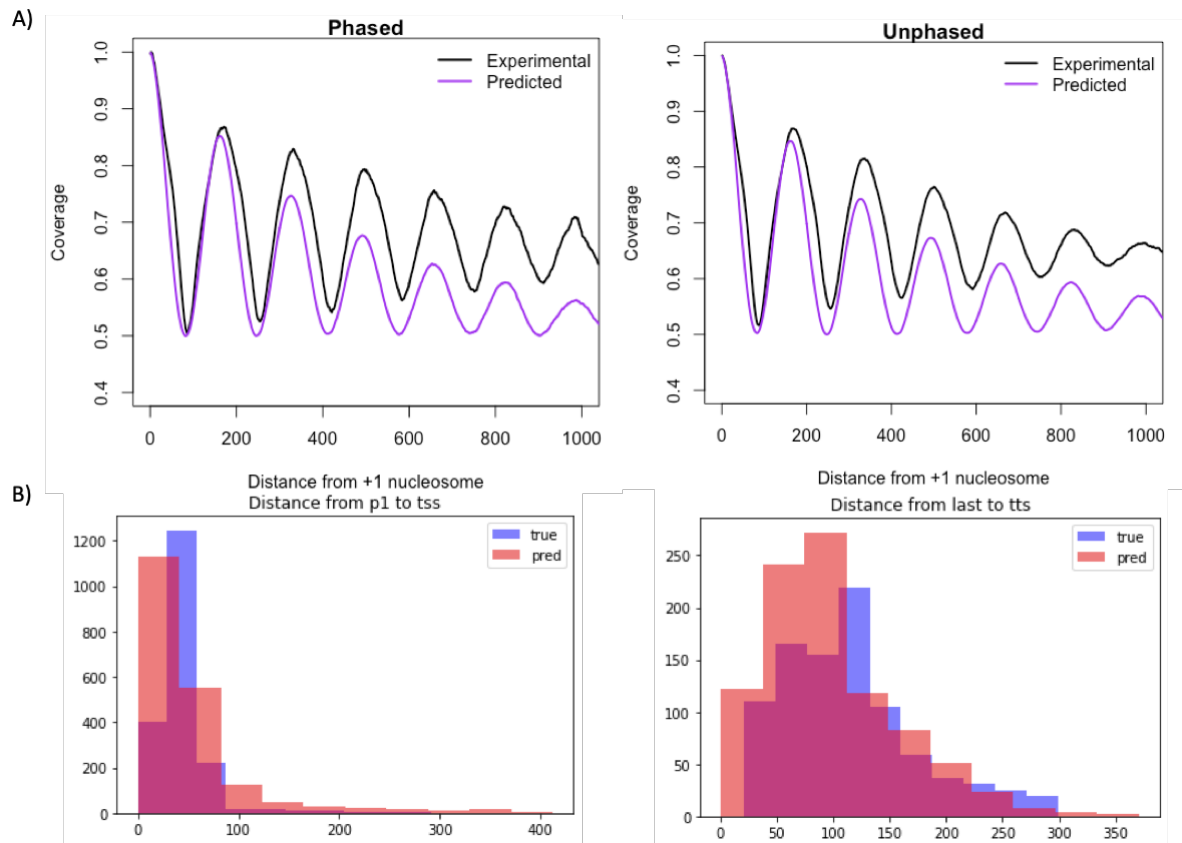 A)
Phased
Experimental
Predicted
Coverage
1.0
0.9
0.8
0.7
0.6
0.5
0.4
0 200 400 600 800 1000
Distance from +1 nucleosome
Unphased
Experimental
Predicted
Coverage
1.0
0.9
0.8
0.7
0.6
0.5
0.4
0 200 400 600 800 1000
Distance from +1 nucleosome
B)
Distance from p1 to tss
true
pred
1200
1000
800
600
400
200
0
0 100 200 300 400
Distance from last to tts
true
pred
250
200
150
100
50
0
0 50 100 150 200 250 300 350